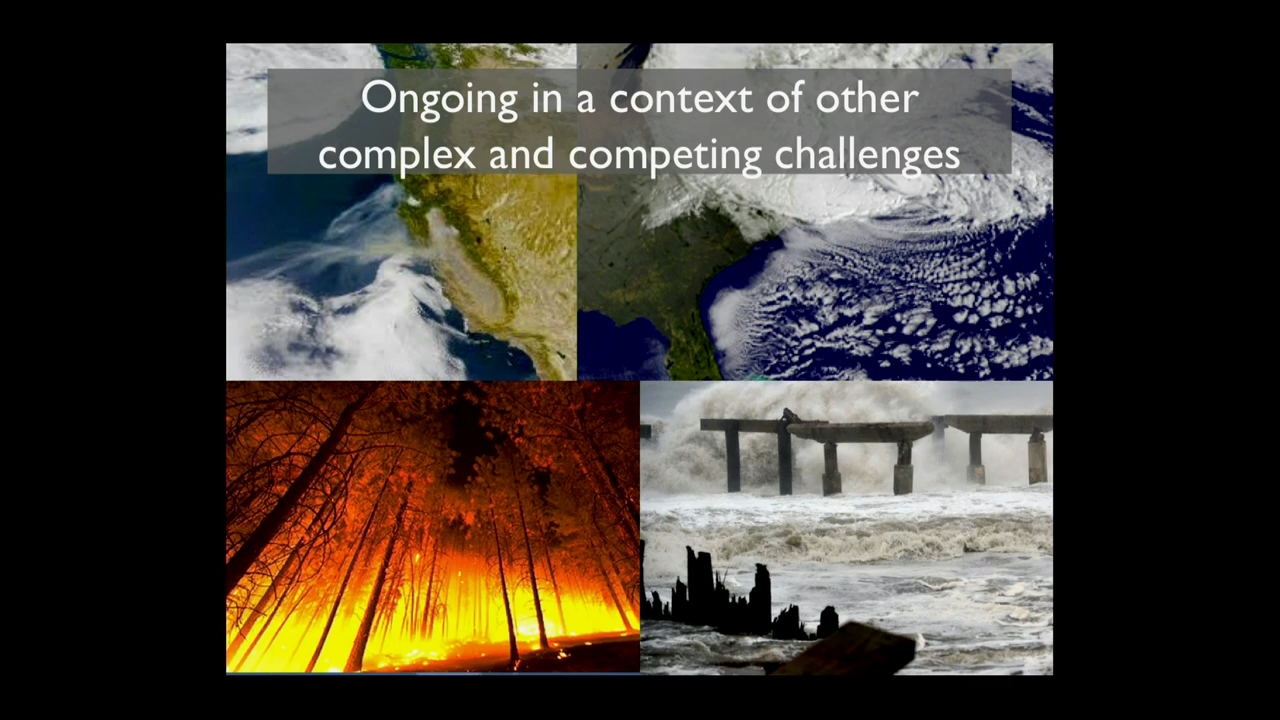 Ongoing in a context of other
complex and competing challenges